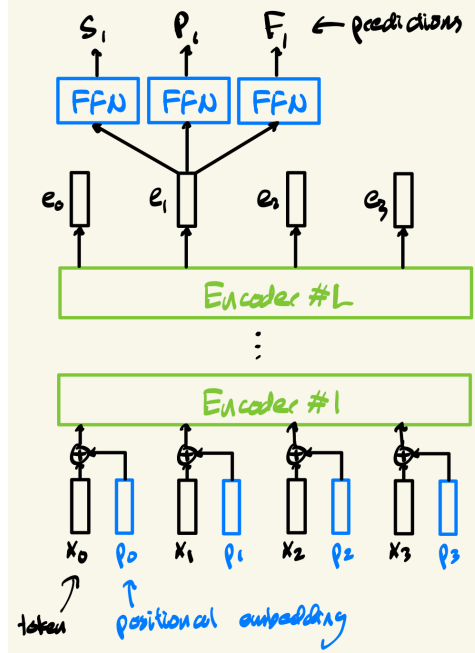 S₁ P₁ F₁ ← predictions
FFN FFN FFN
e₀ e₁ e₂ e₃
Encoder #L
⋮
Encoder #1
x₀ p₀ x₁ p₁ x₂ p₂ x₃ p₃
token positional embedding